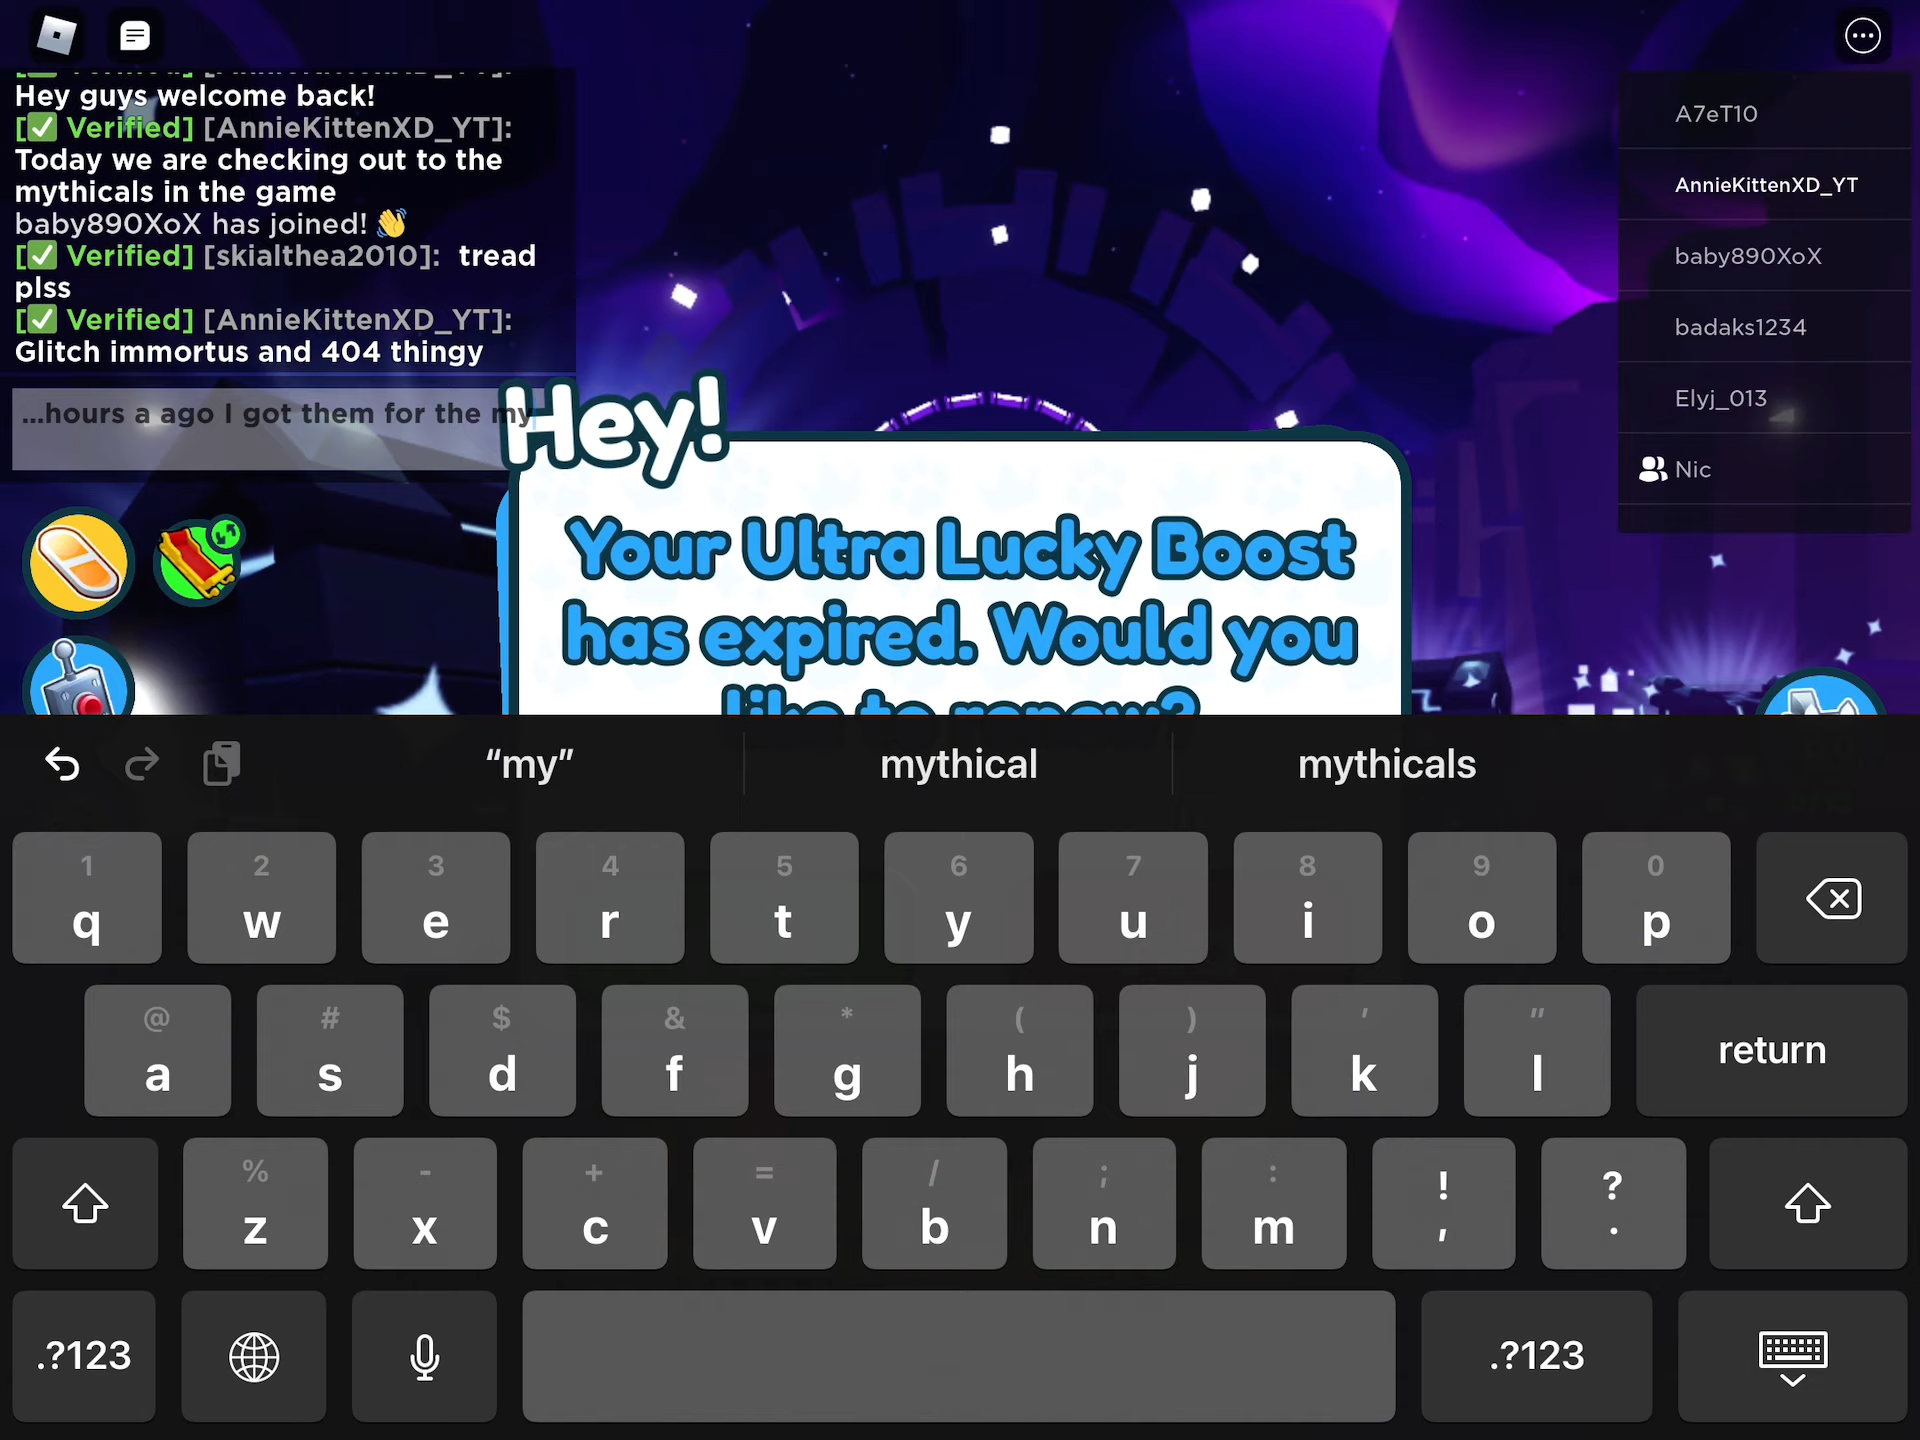 Hey guys welcome back!
[✅ Verified] [AnnieKittenXD_YT]:
Today we are checking out to the
mythicals in the game
baby890XoX has joined! 👋
[✅ Verified] [skialthea2010]: tread
plss
[✅ Verified] [AnnieKittenXD_YT]:
Glitch immortus and 404 thingy
...hours a ago I got them for the my
A7eT10
AnnieKittenXD_YT
baby890XoX
badaks1234
Elyj_013
Nic
Hey!
Your Ultra Lucky Boost
has expired. Would you
like to renew?
“my” mythical mythicals
1 2 3 4 5 6 7 8 9 0
q w e r t y u i o p
@ # $ & * ( ) ' "
a s d f g h j k l return
% - + = / ; : ! ?
z x c v b n m , .
.?123 .?123